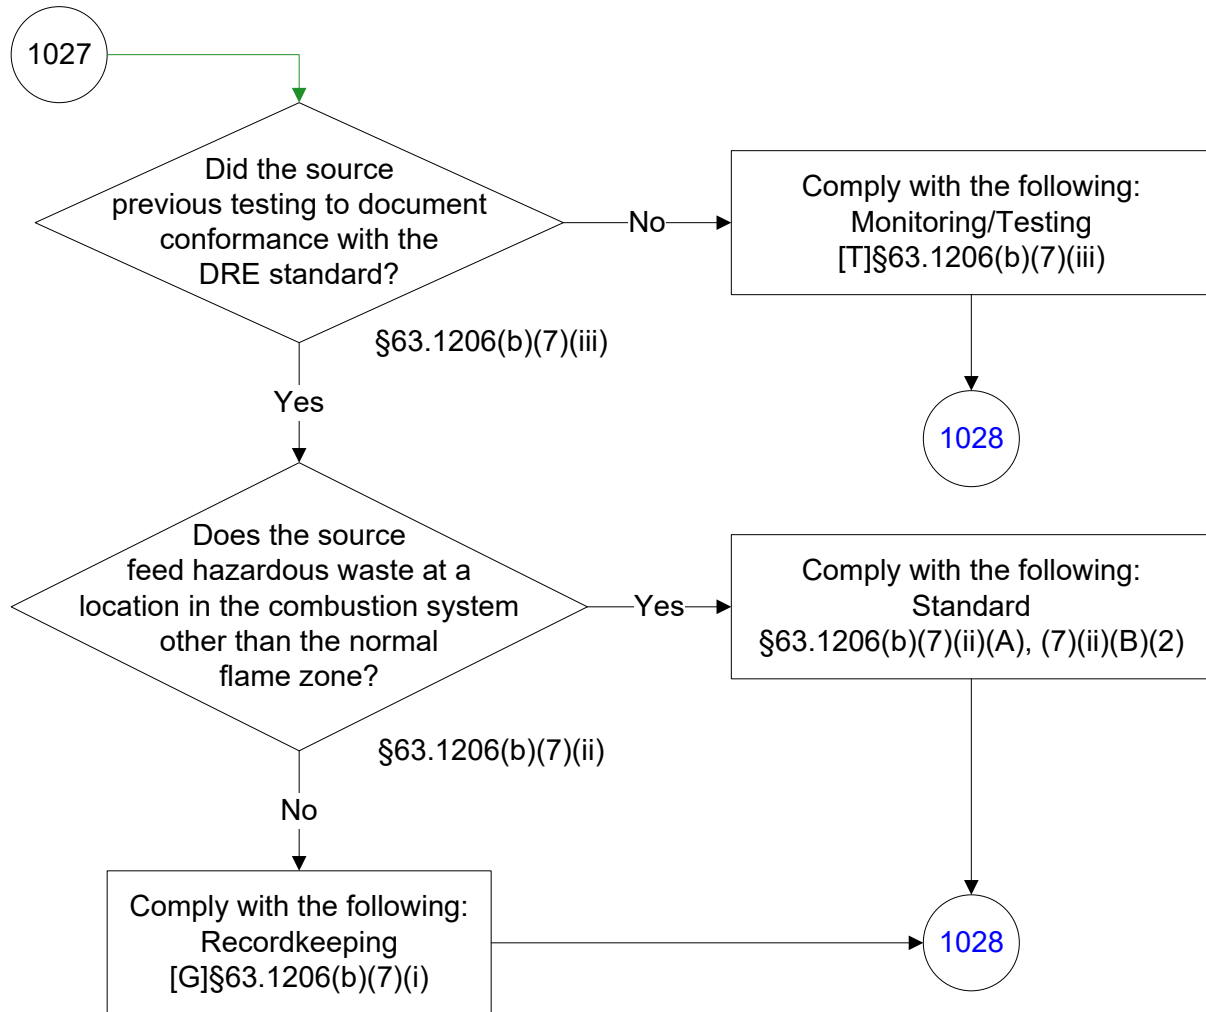 1027
Did the source
previous testing to document
conformance with the
DRE standard?
§63.1206(b)(7)(iii)
No
Comply with the following:
Monitoring/Testing
[T]§63.1206(b)(7)(iii)
1028
Yes
Does the source
feed hazardous waste at a
location in the combustion system
other than the normal
flame zone?
§63.1206(b)(7)(ii)
Yes
Comply with the following:
Standard
§63.1206(b)(7)(ii)(A), (7)(ii)(B)(2)
No
Comply with the following:
Recordkeeping
[G]§63.1206(b)(7)(i)
1028